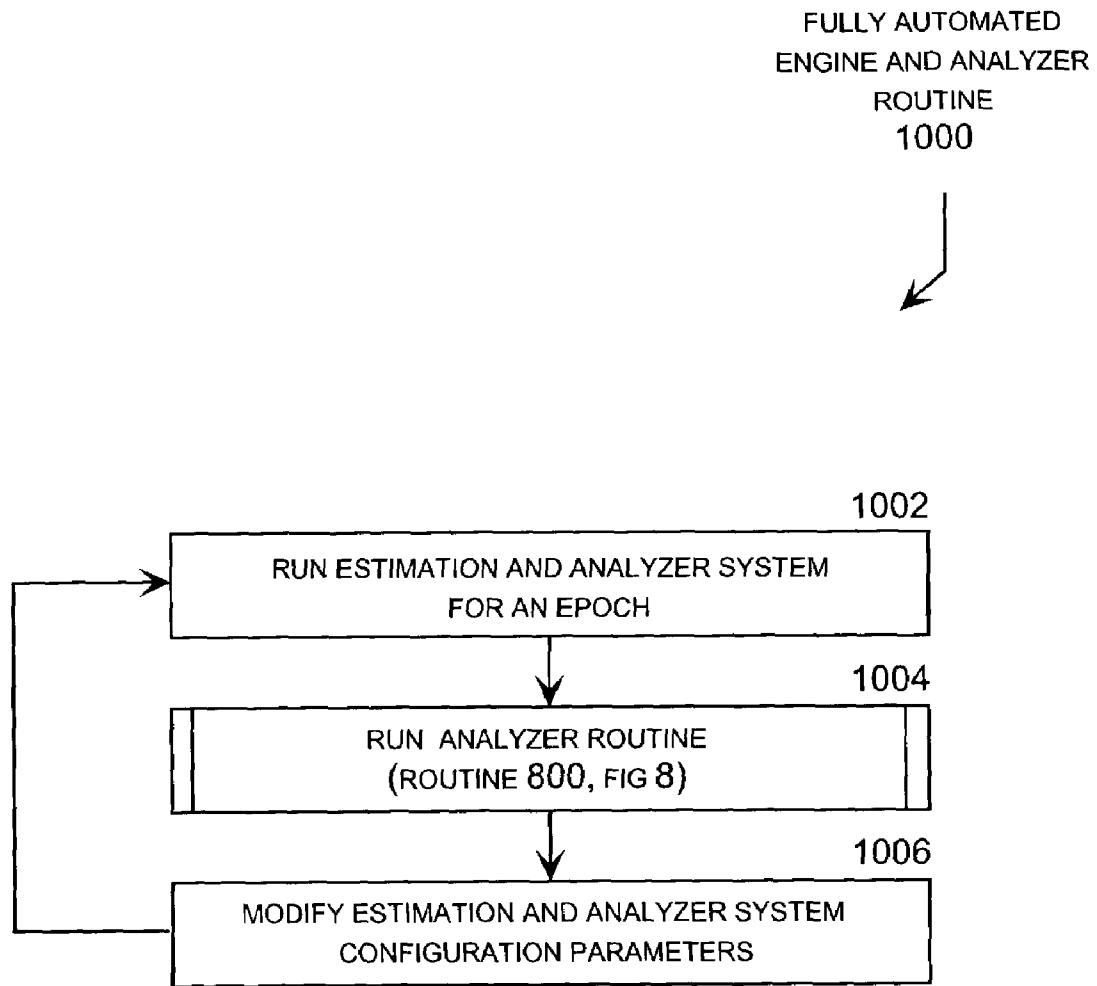 FULLY AUTOMATED
ENGINE AND ANALYZER
ROUTINE
1000
1002
RUN ESTIMATION AND ANALYZER SYSTEM
FOR AN EPOCH
1004
RUN ANALYZER ROUTINE
(ROUTINE 800, FIG 8)
1006
MODIFY ESTIMATION AND ANALYZER SYSTEM
CONFIGURATION PARAMETERS